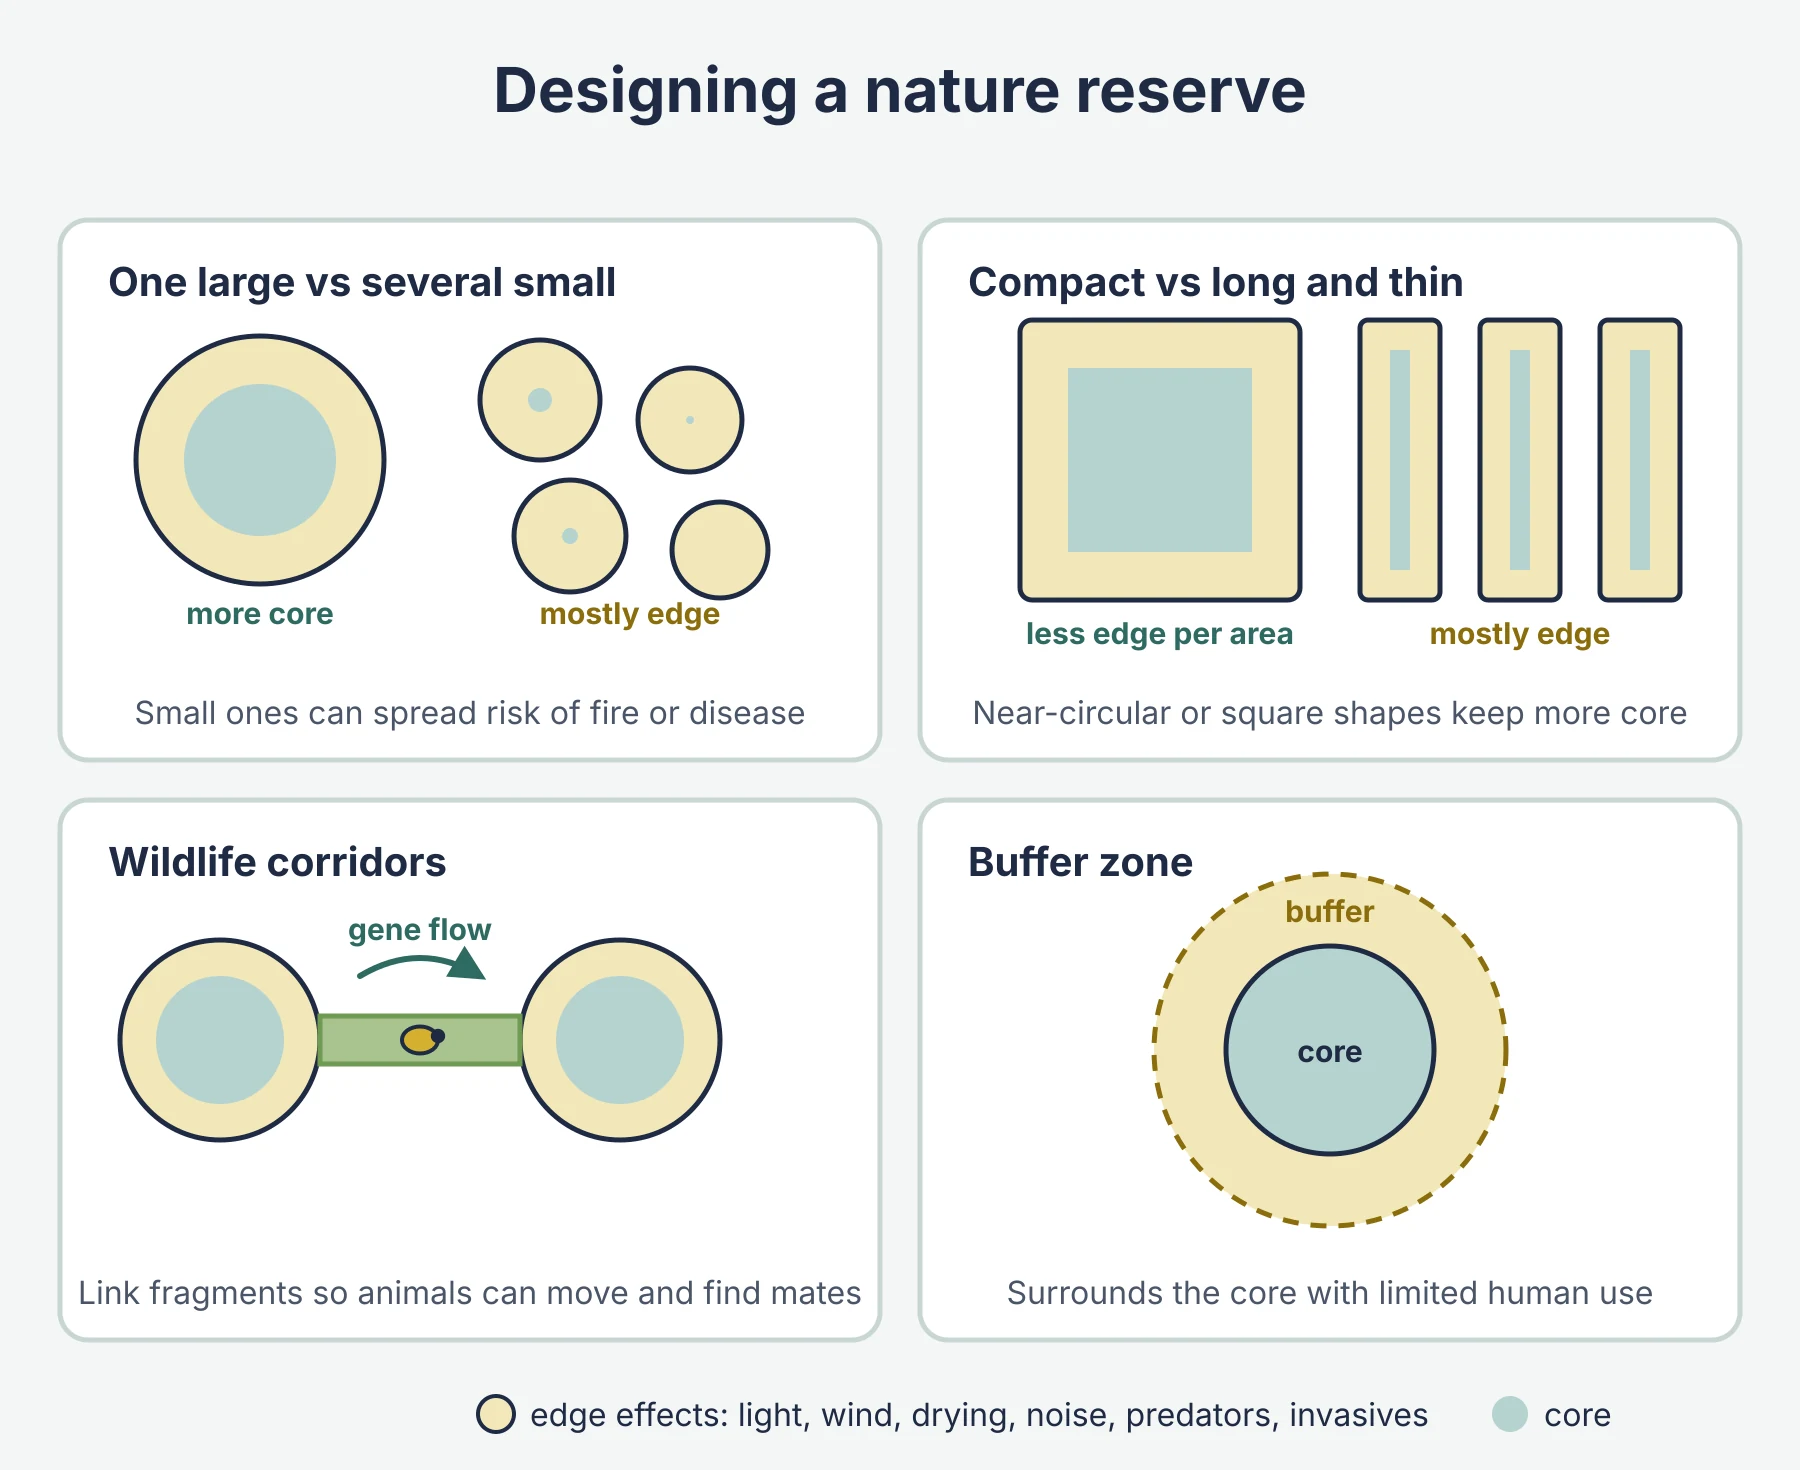 Designing a nature reserve
One large vs several small
more core
mostly edge
Small ones can spread risk of fire or disease
Compact vs long and thin
less edge per area
mostly edge
Near-circular or square shapes keep more core
Wildlife corridors
gene flow
Link fragments so animals can move and find mates
Buffer zone
buffer
core
Surrounds the core with limited human use
edge effects: light, wind, drying, noise, predators, invasives
core